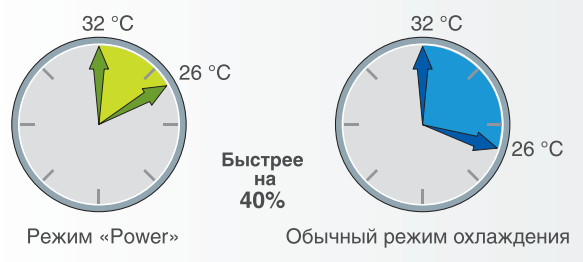 32 °C
26 °C
Режим «Power»
Быстрее
на
40%
32 °C
26 °C
Обычный режим охлаждения